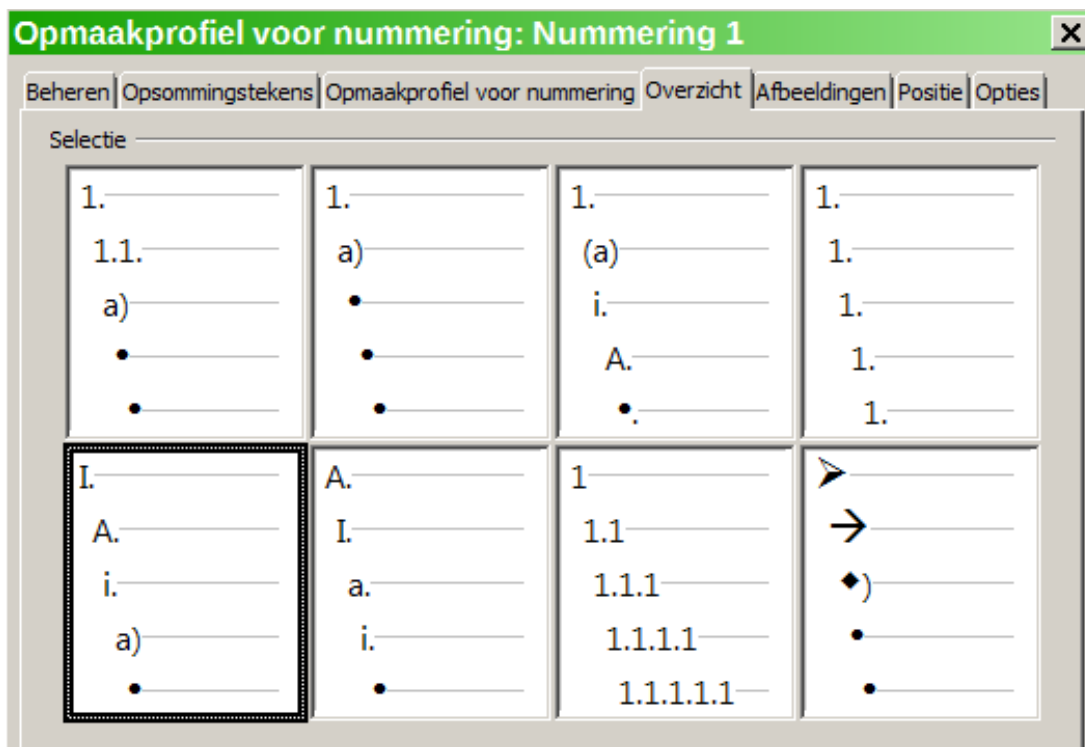 Opmaakprofiel voor nummering: Nummering 1
Beheren Opsommingstekens Opmaakprofiel voor nummering Overzicht Afbeeldingen Positie Opties
Selectie
1.
1.1.
a)
•
•
1.
a)
•
•
•
1.
(a)
i.
A.
•.
1.
1.
1.
1.
1.
I.
A.
i.
a)
•
A.
I.
a.
i.
•
1
1.1
1.1.1
1.1.1.1
1.1.1.1.1
➢
→
◆)
•
•